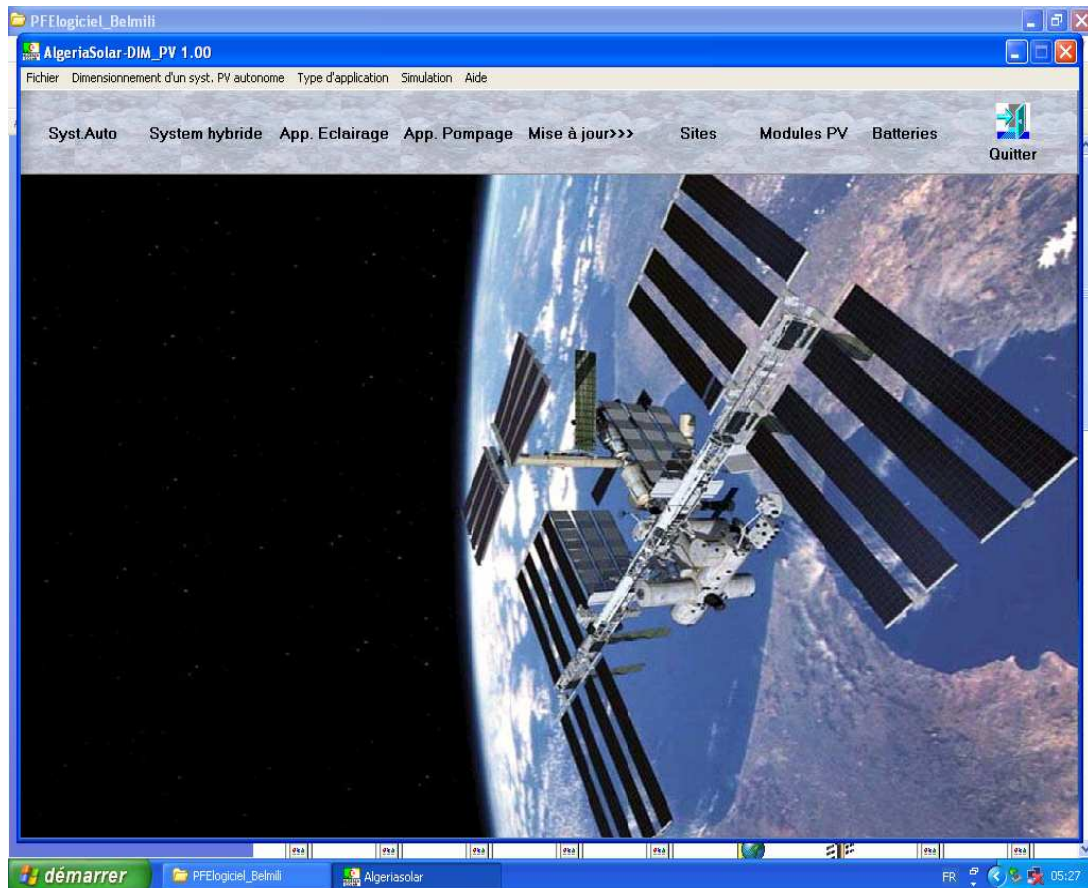 PFElogiciel_Belmili
AlgeriaSolar-DIM_PV 1.00
Fichier Dimensionnement d'un syst. PV autonome Type d'application Simulation Aide
Syst.Auto System hybride App. Eclairage App. Pompage Mise à jour>>> Sites Modules PV Batteries
Quitter
démarrer PFElogiciel_Belmili Algeriasolar FR 05:27